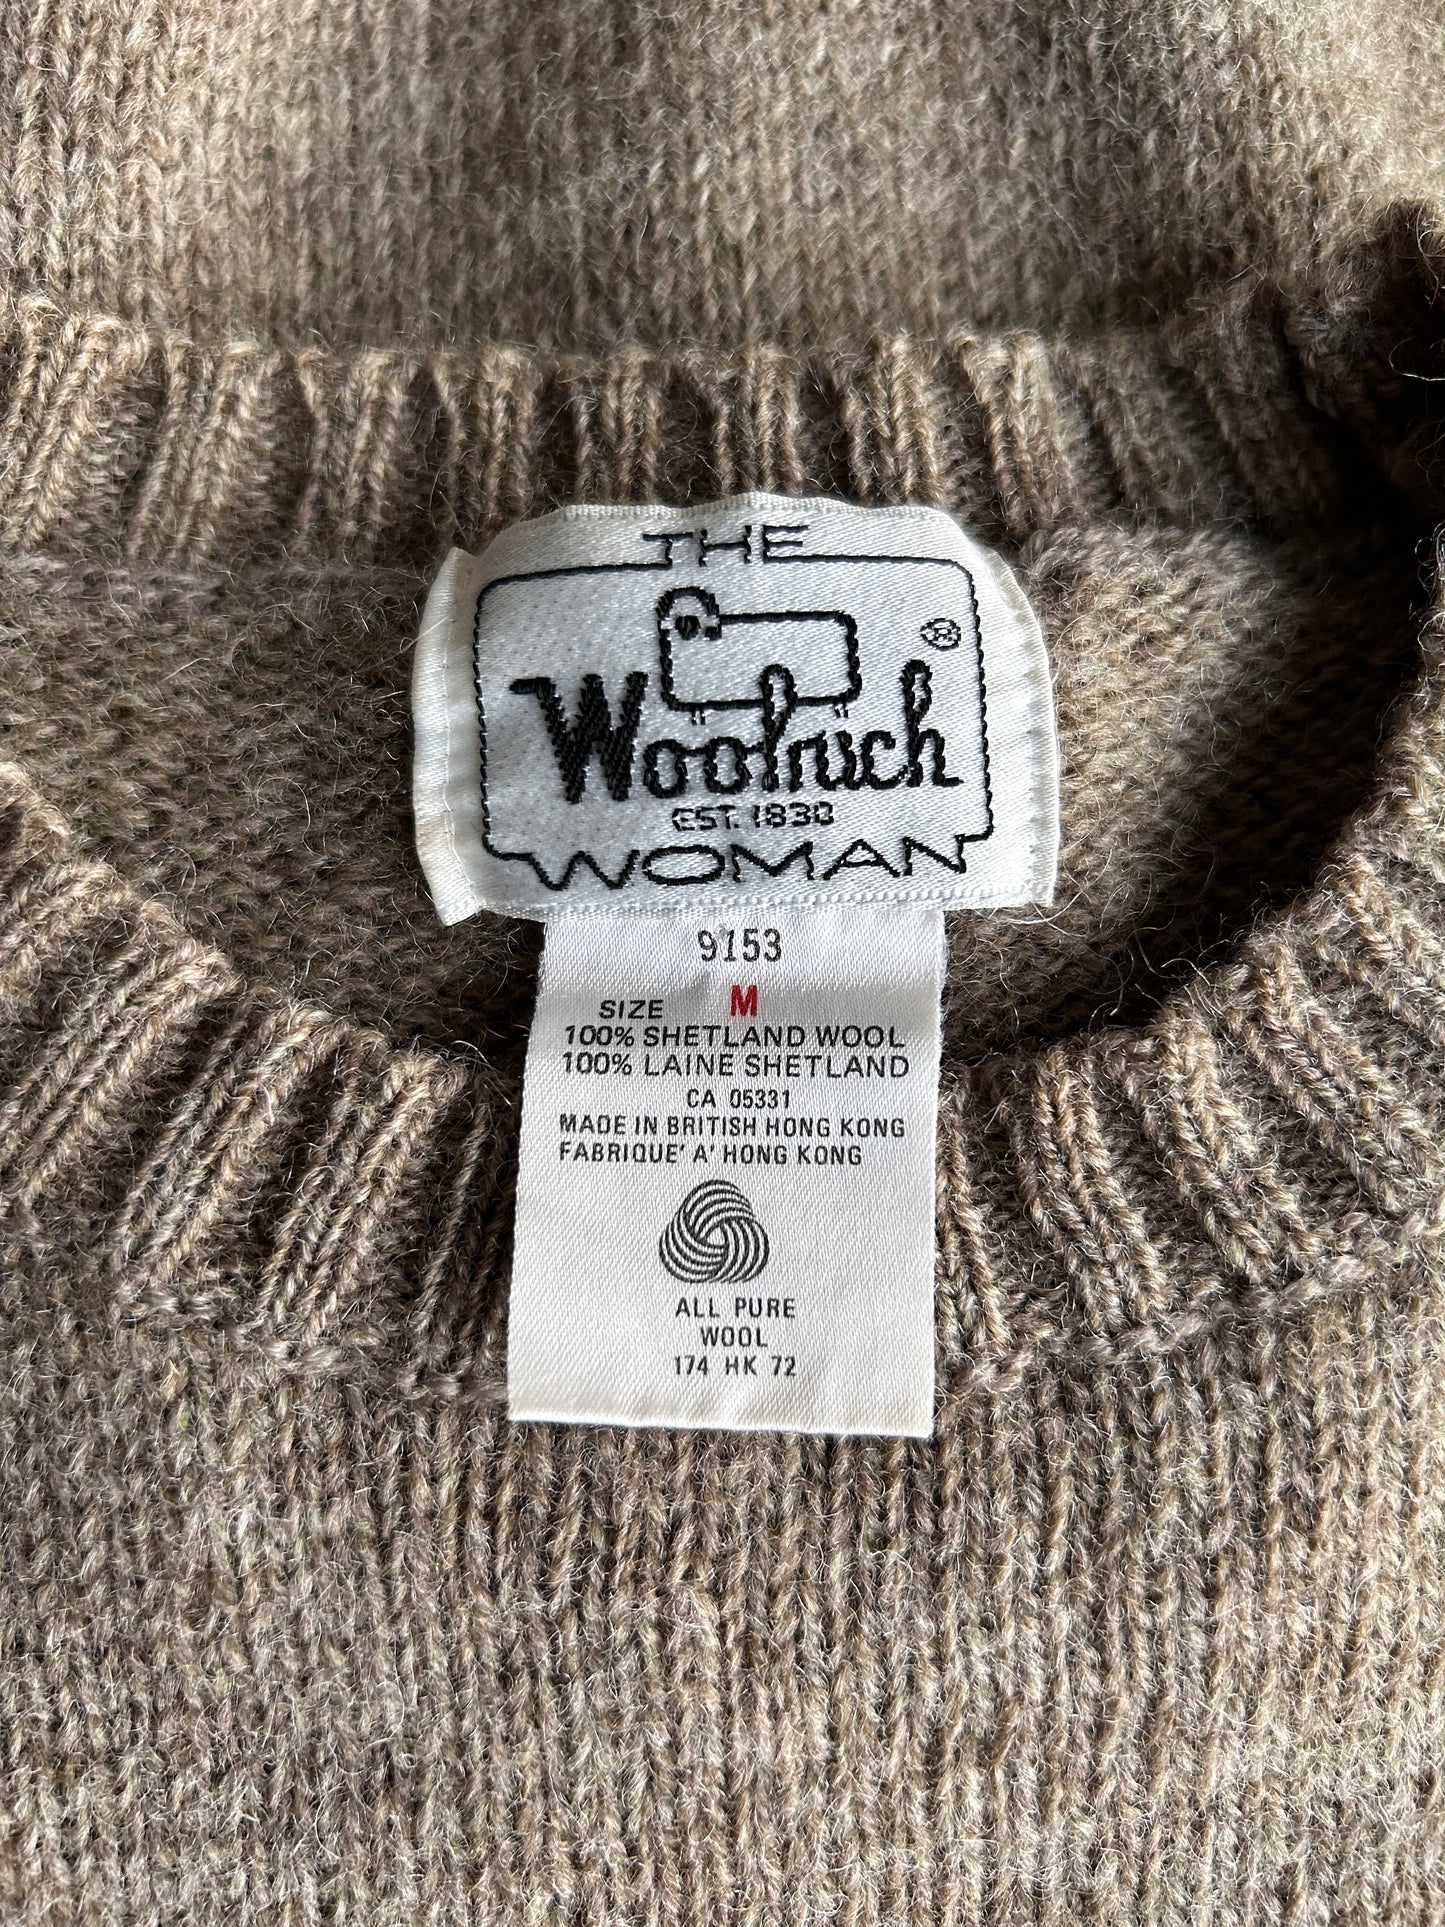 THE
Woolrich
®
EST. 1830
WOMAN
9153
SIZE M
100% SHETLAND WOOL
100% LAINE SHETLAND
CA 05331
MADE IN BRITISH HONG KONG
FABRIQUE' A' HONG KONG
ALL PURE
WOOL
174 HK 72